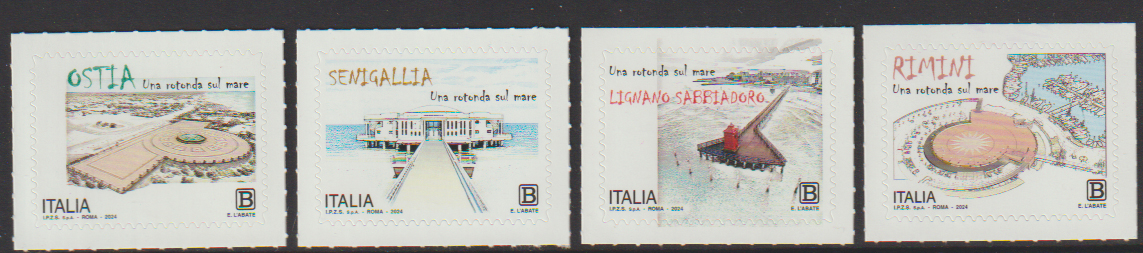 OSTIA
Una rotonda sul mare
ITALIA
B
I.P.Z.S. S.p.A. - ROMA - 2024
E. L'ABATE
SENIGALLIA
Una rotonda sul mare
ITALIA
B
I.P.Z.S. S.p.A. - ROMA - 2024
E. L'ABATE
Una rotonda sul mare
LIGNANO SABBIADORO
ITALIA
B
I.P.Z.S. S.p.A. - ROMA - 2024
E. L'ABATE
RIMINI
Una rotonda sul mare
ITALIA
B
I.P.Z.S. S.p.A. - ROMA - 2024
E. L'ABATE